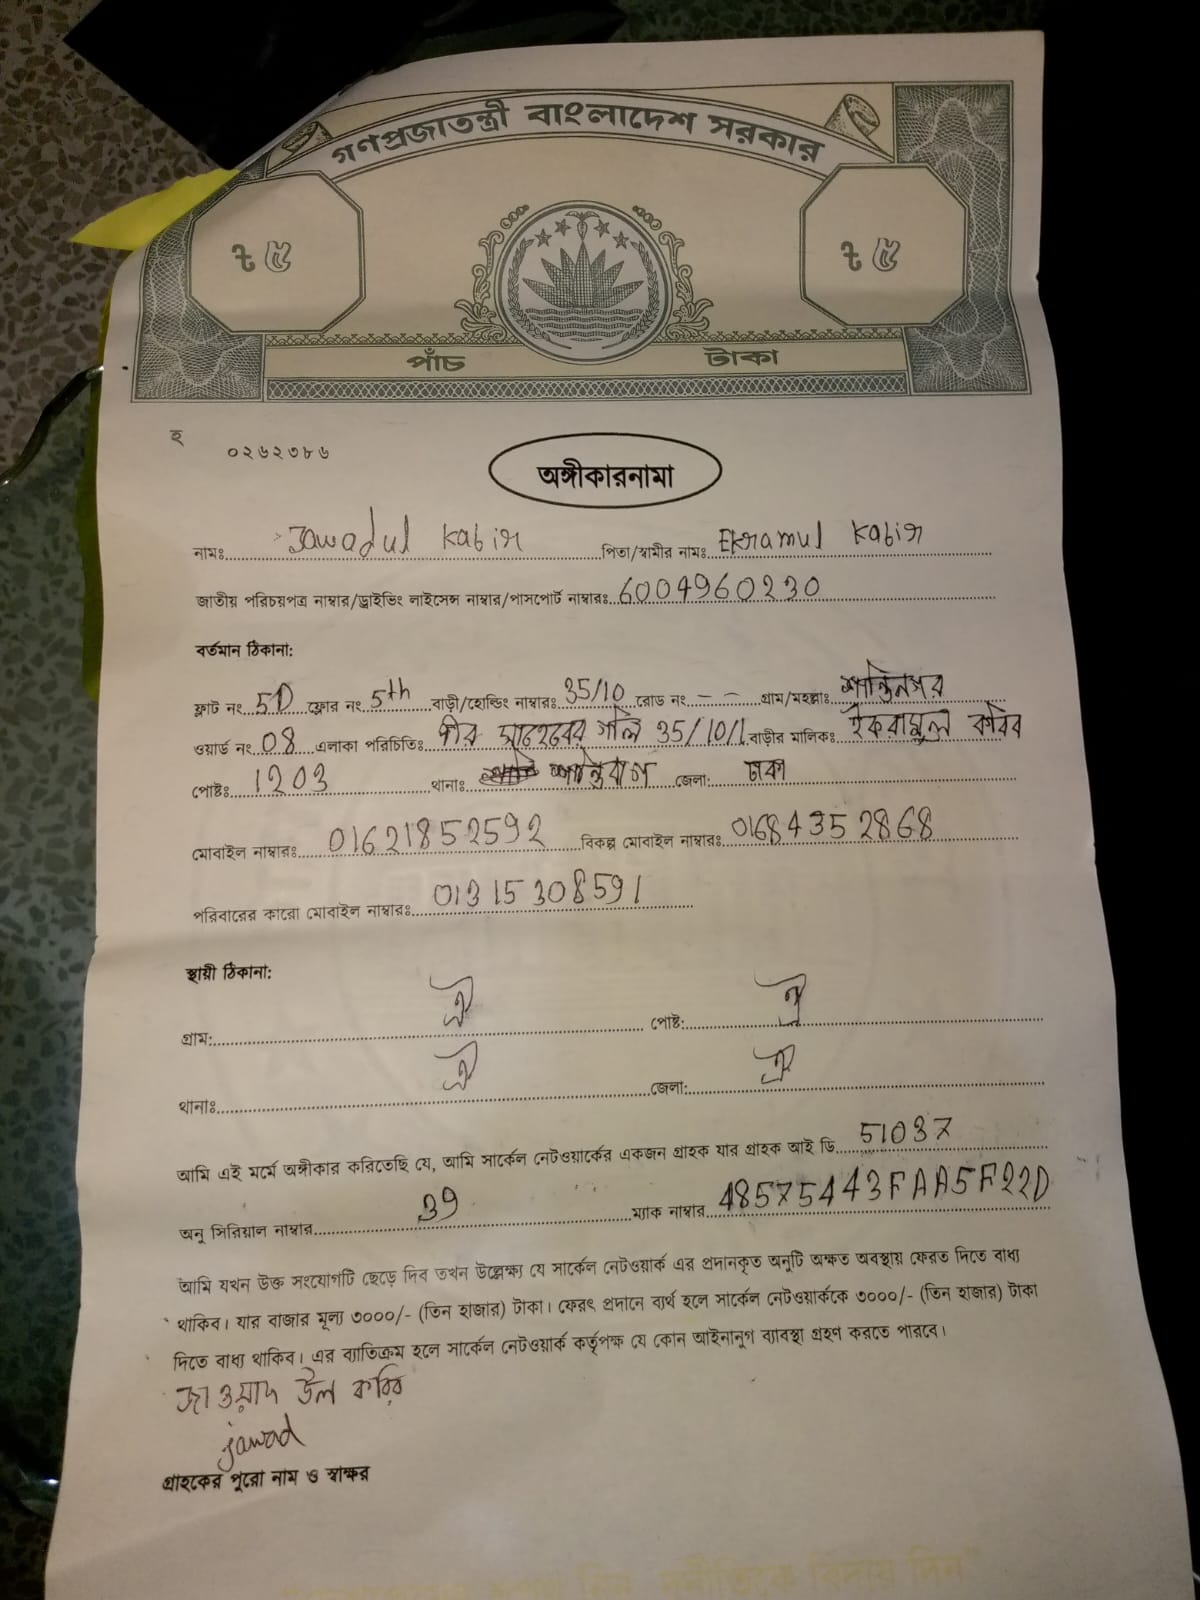 গণপ্রজাতন্ত্রী বাংলাদেশ সরকার
৳ ৫ ৳ ৫
পাঁচ টাকা
হ ০২৬২৩৮৬
অঙ্গীকারনামা
নামঃ Jawadul Kabir পিতা/স্বামীর নামঃ Ekramul Kabir
জাতীয় পরিচয়পত্র নাম্বার/ড্রাইভিং লাইসেন্স নাম্বার/পাসপোর্ট নাম্বারঃ 6004960230
বর্তমান ঠিকানা:
ফ্লাট নং 5D ফ্লোর নং 5th বাড়ী/হোল্ডিং নাম্বারঃ 35/10 রোড নং - - গ্রাম/মহল্লাঃ শান্তিনগর
ওয়ার্ড নং 08 এলাকা পরিচিতিঃ পীর সাহেবের গলি 35/10/1 বাড়ীর মালিকঃ ইকরামুল কবির
পোষ্টঃ 1203 থানাঃ শান্তিবাগ জেলা: ঢাকা
মোবাইল নাম্বারঃ 01621852592 বিকল্প মোবাইল নাম্বারঃ 01684352868
পরিবারের কারো মোবাইল নাম্বারঃ 01315308591
স্থায়ী ঠিকানা:
গ্রাম: ঐ পোষ্ট: ঐ
থানাঃ ঐ জেলা: ঐ
আমি এই মর্মে অঙ্গীকার করিতেছি যে, আমি সার্কেল নেটওয়ার্কের একজন গ্রাহক যার গ্রাহক আই ডি 51037
অনু সিরিয়াল নাম্বার 39 ম্যাক নাম্বার 48575443FAA5F22D
আমি যখন উক্ত সংযোগটি ছেড়ে দিব তখন উল্লেক্ষ্য যে সার্কেল নেটওয়ার্ক এর প্রদানকৃত অনুটি অক্ষত অবস্থায় ফেরত দিতে বাধ্য
থাকিব। যার বাজার মূল্য ৩০০০/- (তিন হাজার) টাকা। ফেরৎ প্রদানে ব্যর্থ হলে সার্কেল নেটওয়ার্ককে ৩০০০/- (তিন হাজার) টাকা
দিতে বাধ্য থাকিব। এর ব্যাতিক্রম হলে সার্কেল নেটওয়ার্ক কর্তৃপক্ষ যে কোন আইনানুগ ব্যাবস্থা গ্রহণ করতে পারবে।
জাওয়াদ উল কবির
jawad
গ্রাহকের পুরো নাম ও স্বাক্ষর